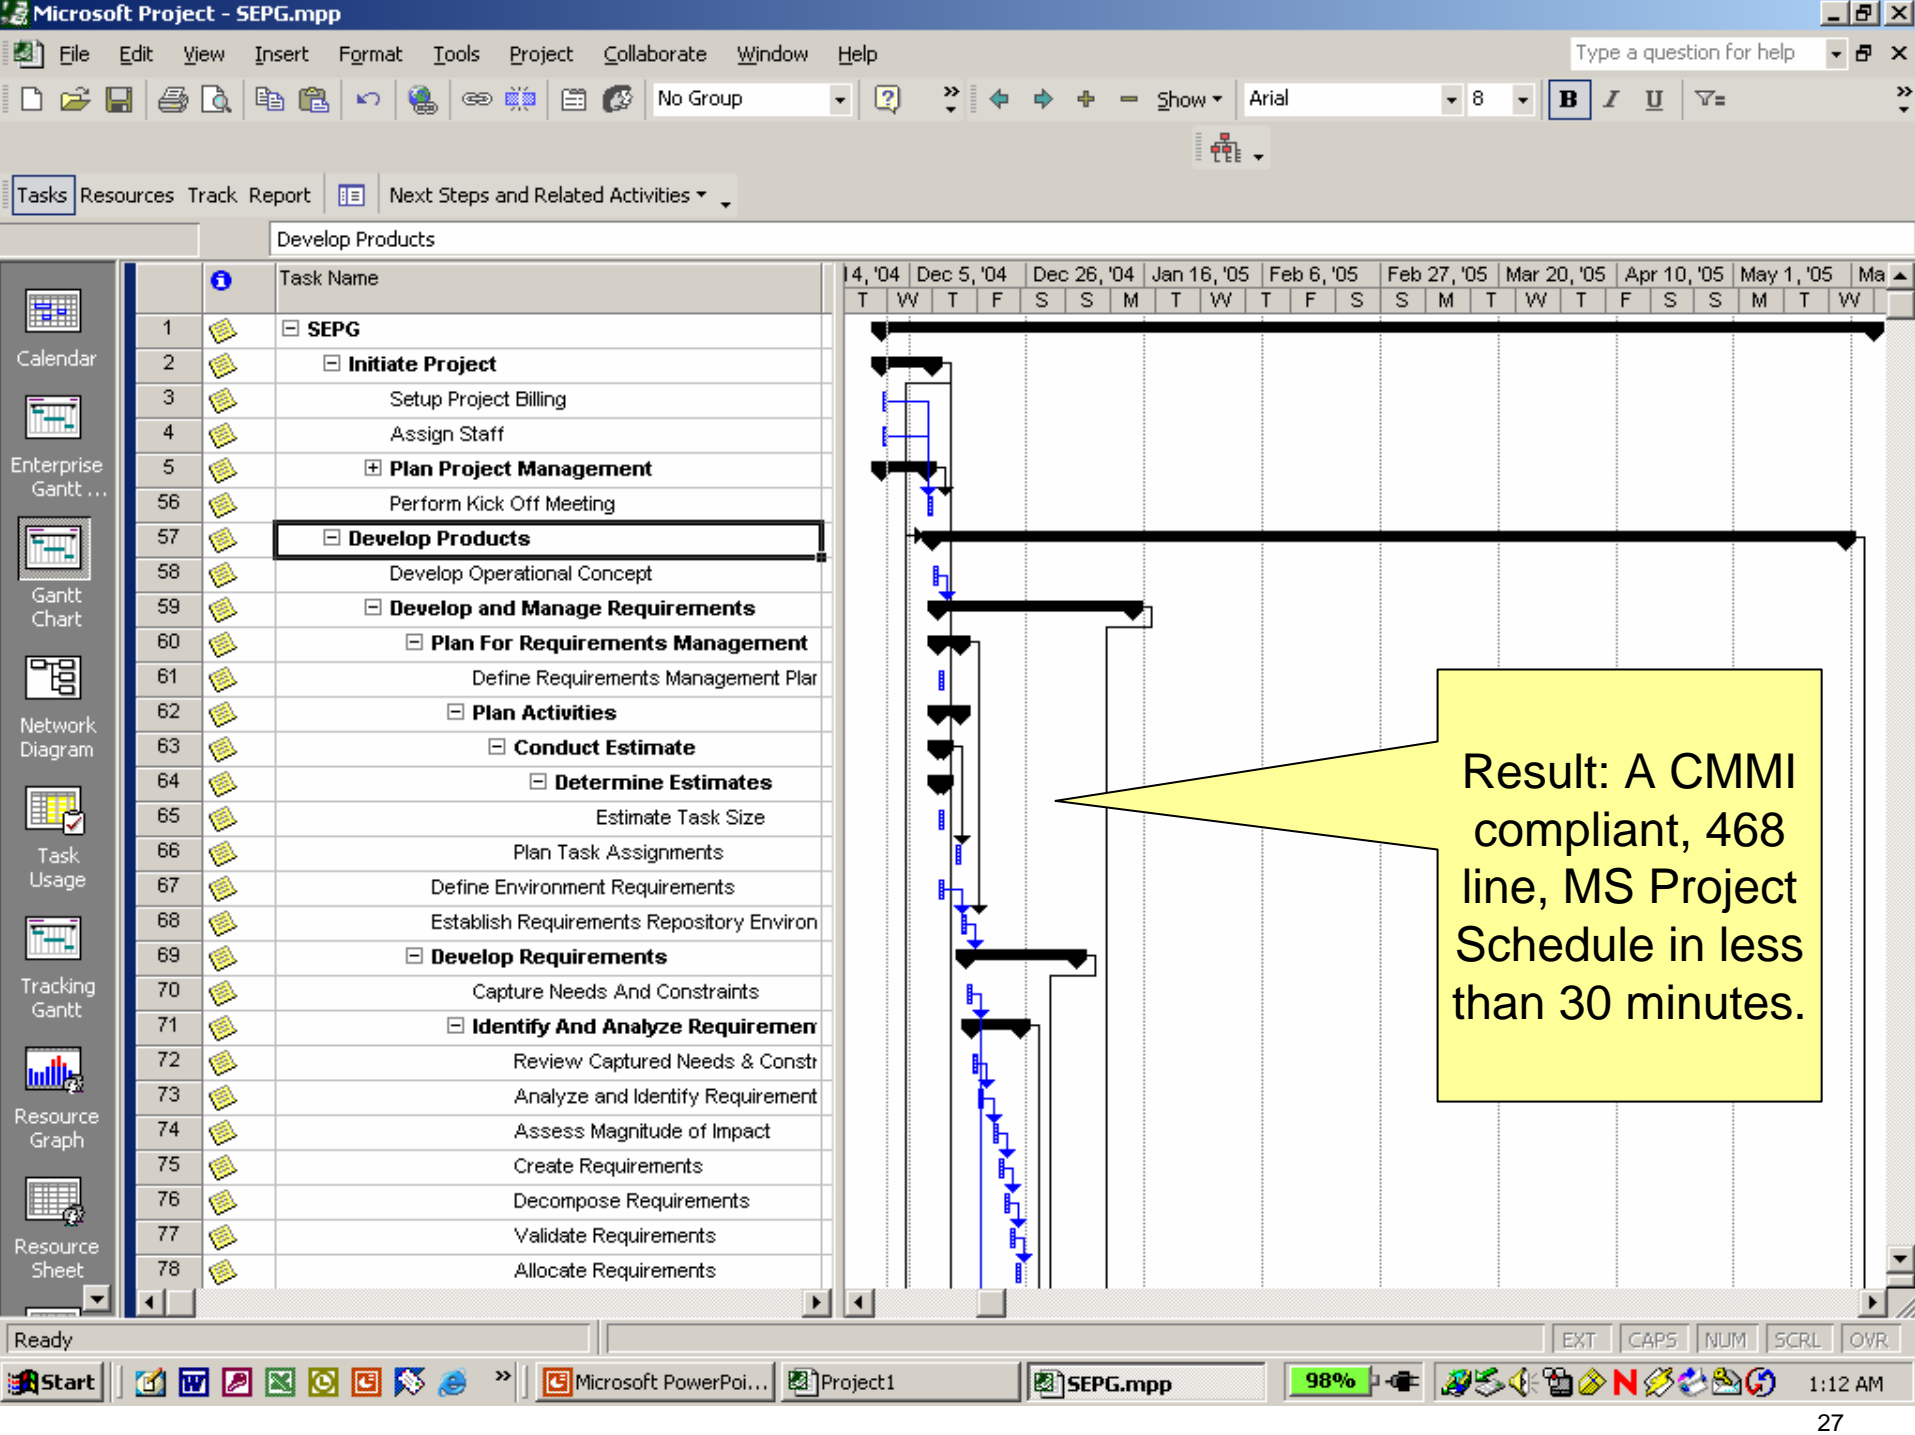 Microsoft Project - SEPG.mpp
File Edit View Insert Format Tools Project Collaborate Window Help Type a question for help
No Group Show Arial 8 B I U
Tasks Resources Track Report Next Steps and Related Activities
Develop Products
Task Name
14, '04 Dec 5, '04 Dec 26, '04 Jan 16, '05 Feb 6, '05 Feb 27, '05 Mar 20, '05 Apr 10, '05 May 1, '05 Ma
T W T F S S M T W T F S S M T W T F S S M T W
1 SEPG
2 Initiate Project
3 Setup Project Billing
4 Assign Staff
5 Plan Project Management
56 Perform Kick Off Meeting
57 Develop Products
58 Develop Operational Concept
59 Develop and Manage Requirements
60 Plan For Requirements Management
61 Define Requirements Management Plan
62 Plan Activities
63 Conduct Estimate
64 Determine Estimates
65 Estimate Task Size
66 Plan Task Assignments
67 Define Environment Requirements
68 Establish Requirements Repository Environ
69 Develop Requirements
70 Capture Needs And Constraints
71 Identify And Analyze Requiremen
72 Review Captured Needs & Constr
73 Analyze and Identify Requirement
74 Assess Magnitude of Impact
75 Create Requirements
76 Decompose Requirements
77 Validate Requirements
78 Allocate Requirements
Calendar
Enterprise
Gantt ...
Gantt
Chart
Network
Diagram
Task
Usage
Tracking
Gantt
Resource
Graph
Resource
Sheet
Result: A CMMI
compliant, 468
line, MS Project
Schedule in less
than 30 minutes.
Ready EXT CAPS NUM SCRL OVR
Start Microsoft PowerPoi... Project1 SEPG.mpp 98% 1:12 AM
27